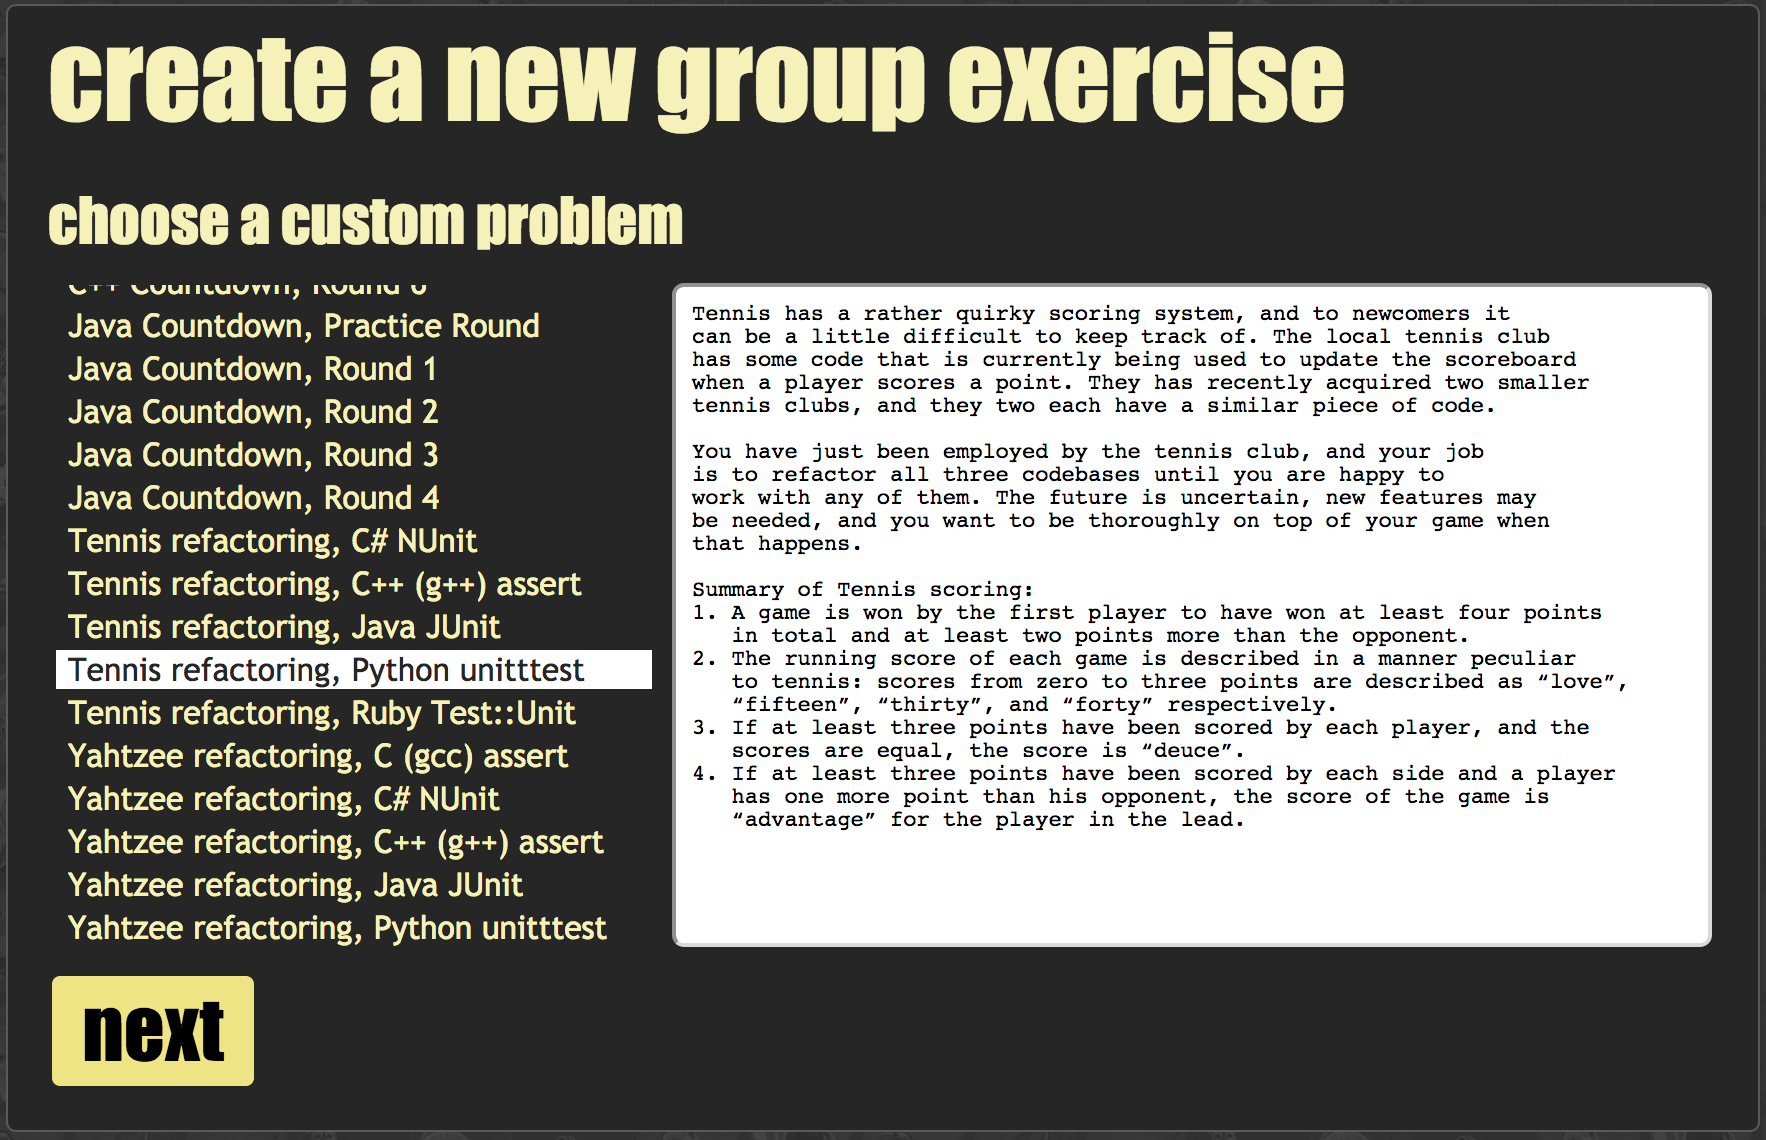 create a new group exercise
choose a custom problem
C++ Countdown, Round 6
Java Countdown, Practice Round
Java Countdown, Round 1
Java Countdown, Round 2
Java Countdown, Round 3
Java Countdown, Round 4
Tennis refactoring, C# NUnit
Tennis refactoring, C++ (g++) assert
Tennis refactoring, Java JUnit
Tennis refactoring, Python unitttest
Tennis refactoring, Ruby Test::Unit
Yahtzee refactoring, C (gcc) assert
Yahtzee refactoring, C# NUnit
Yahtzee refactoring, C++ (g++) assert
Yahtzee refactoring, Java JUnit
Yahtzee refactoring, Python unitttest
Tennis has a rather quirky scoring system, and to newcomers it
can be a little difficult to keep track of. The local tennis club
has some code that is currently being used to update the scoreboard
when a player scores a point. They has recently acquired two smaller
tennis clubs, and they two each have a similar piece of code.
You have just been employed by the tennis club, and your job
is to refactor all three codebases until you are happy to
work with any of them. The future is uncertain, new features may
be needed, and you want to be thoroughly on top of your game when
that happens.
Summary of Tennis scoring:
1. A game is won by the first player to have won at least four points
in total and at least two points more than the opponent.
2. The running score of each game is described in a manner peculiar
to tennis: scores from zero to three points are described as “love”,
“fifteen”, “thirty”, and “forty” respectively.
3. If at least three points have been scored by each player, and the
scores are equal, the score is “deuce”.
4. If at least three points have been scored by each side and a player
has one more point than his opponent, the score of the game is
“advantage” for the player in the lead.
next